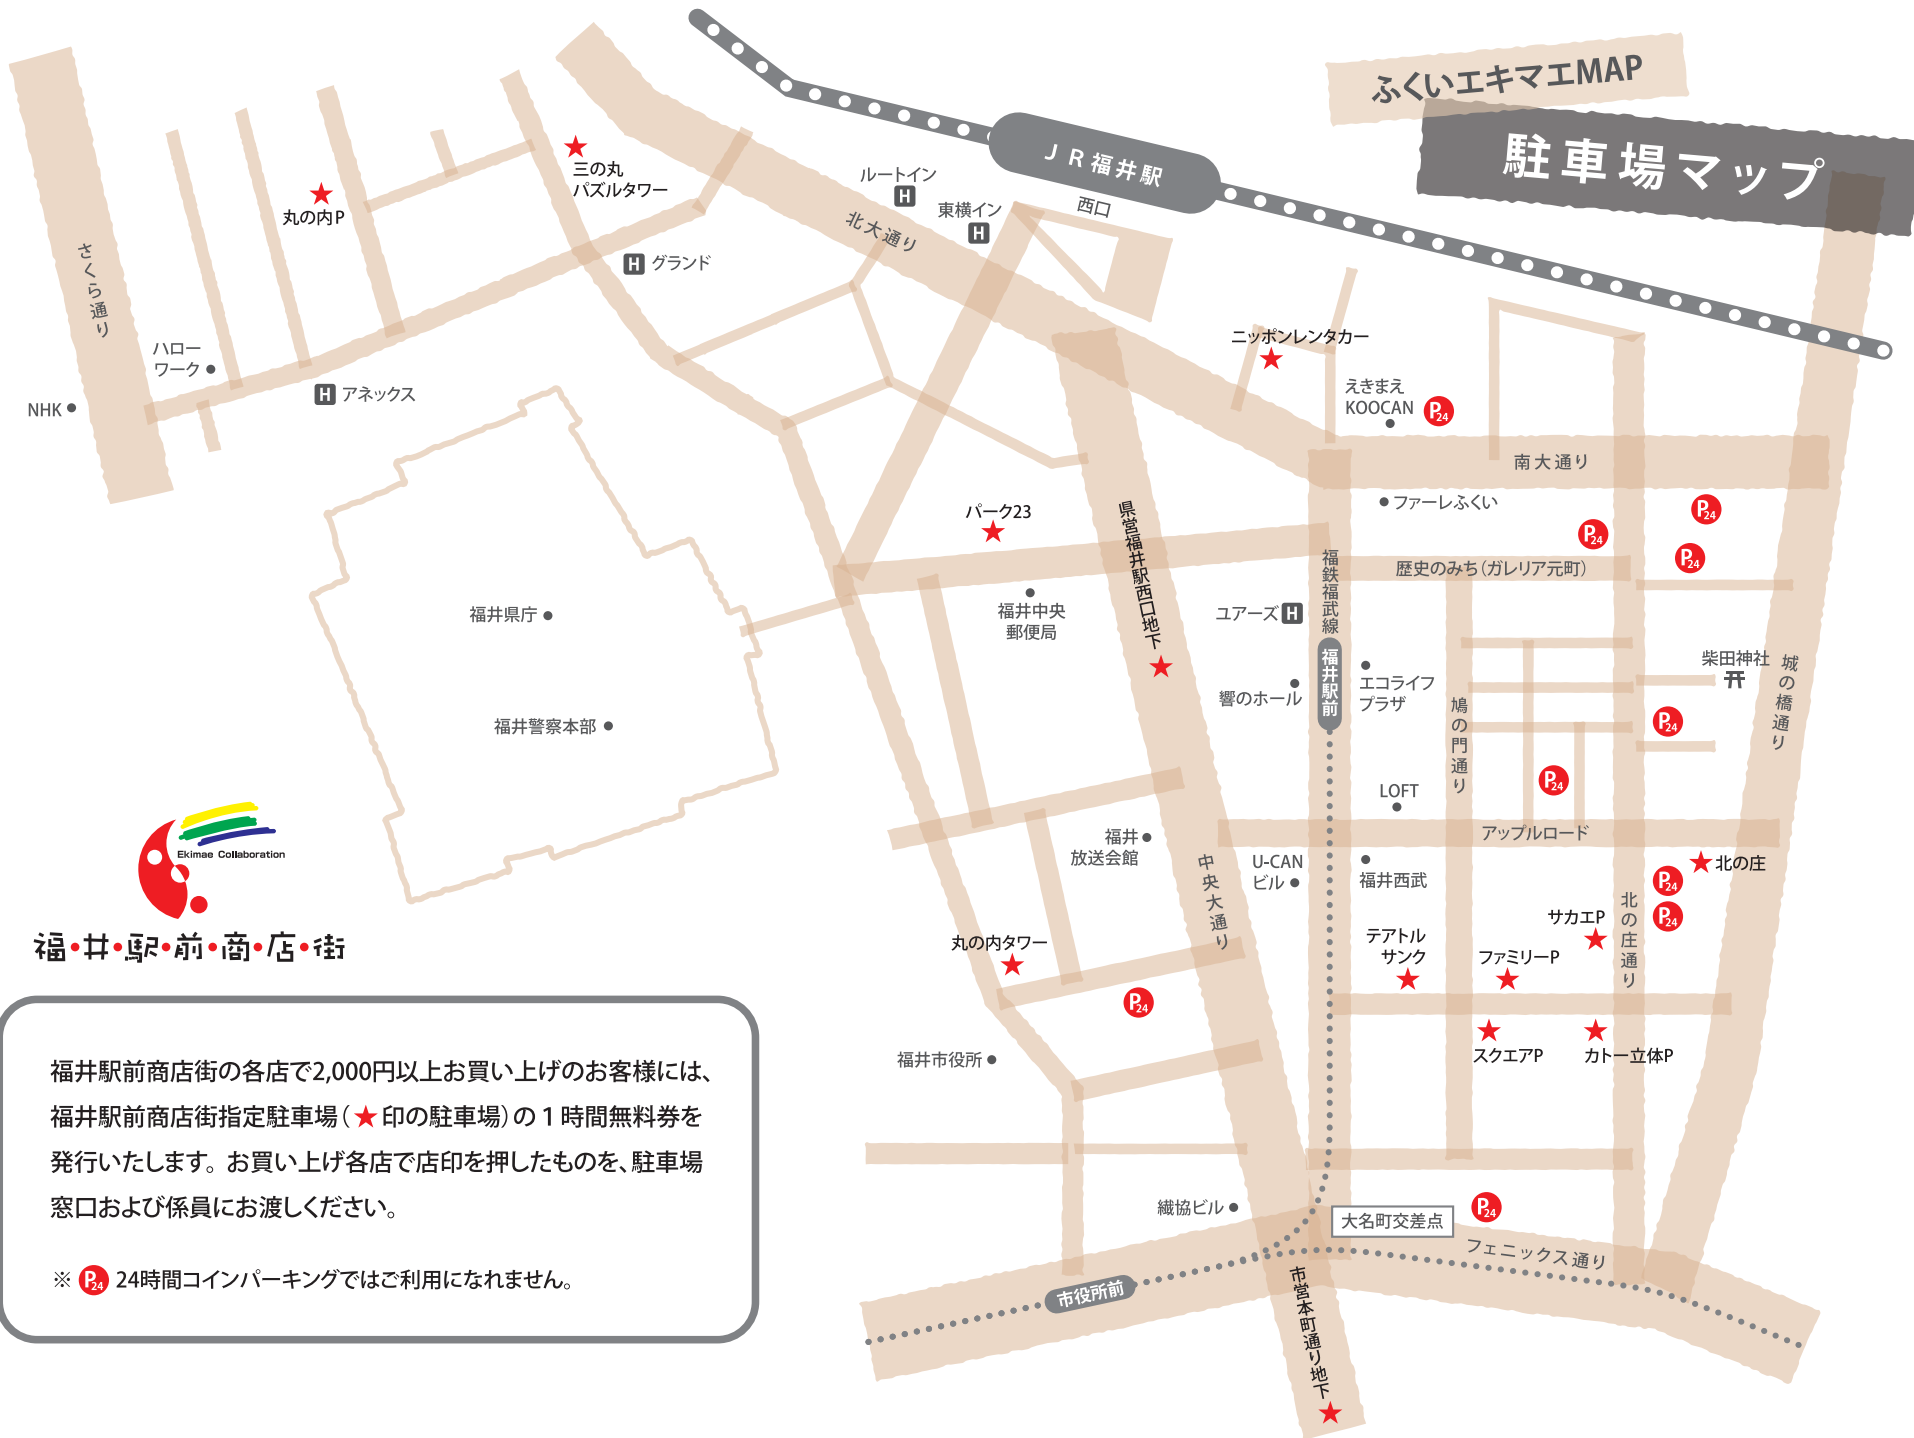 ふくいエキマエMAP
駐車場マップ
JR福井駅
西口
三の丸
パズルタワー
丸の内P
ルートイン
H
東横イン
H
北大通り
さくら通り
H グランド
ハロー
ワーク
NHK
H アネックス
ニッポンレンタカー
えきまえ
KOOCAN
P24
南大通り
ファーレふくい
P24
P24
P24
パーク23
県営福井駅西口地下
福鉄福武線
歴史のみち(ガレリア元町)
福井県庁
福井中央
郵便局
ユアーズ H
福井駅前
エコライフ
プラザ
響のホール
柴田神社
城の橋通り
鳩の門通り
P24
福井警察本部
P24
LOFT
アップルロード
福井
放送会館
中央大通り
U-CAN
ビル
福井西武
北の庄
P24
P24
北の庄通り
サカエP
テアトル
サンク
ファミリーP
丸の内タワー
P24
スクエアP
カトー立体P
福井市役所
繊協ビル
大名町交差点
P24
フェニックス通り
市役所前
市営本町通り地下
Ekimae Collaboration
福・井・駅・前・商・店・街
福井駅前商店街の各店で2,000円以上お買い上げのお客様には、
福井駅前商店街指定駐車場(★印の駐車場)の1時間無料券を
発行いたします。お買い上げ各店で店印を押したものを、駐車場
窓口および係員にお渡しください。
※ P24 24時間コインパーキングではご利用になれません。